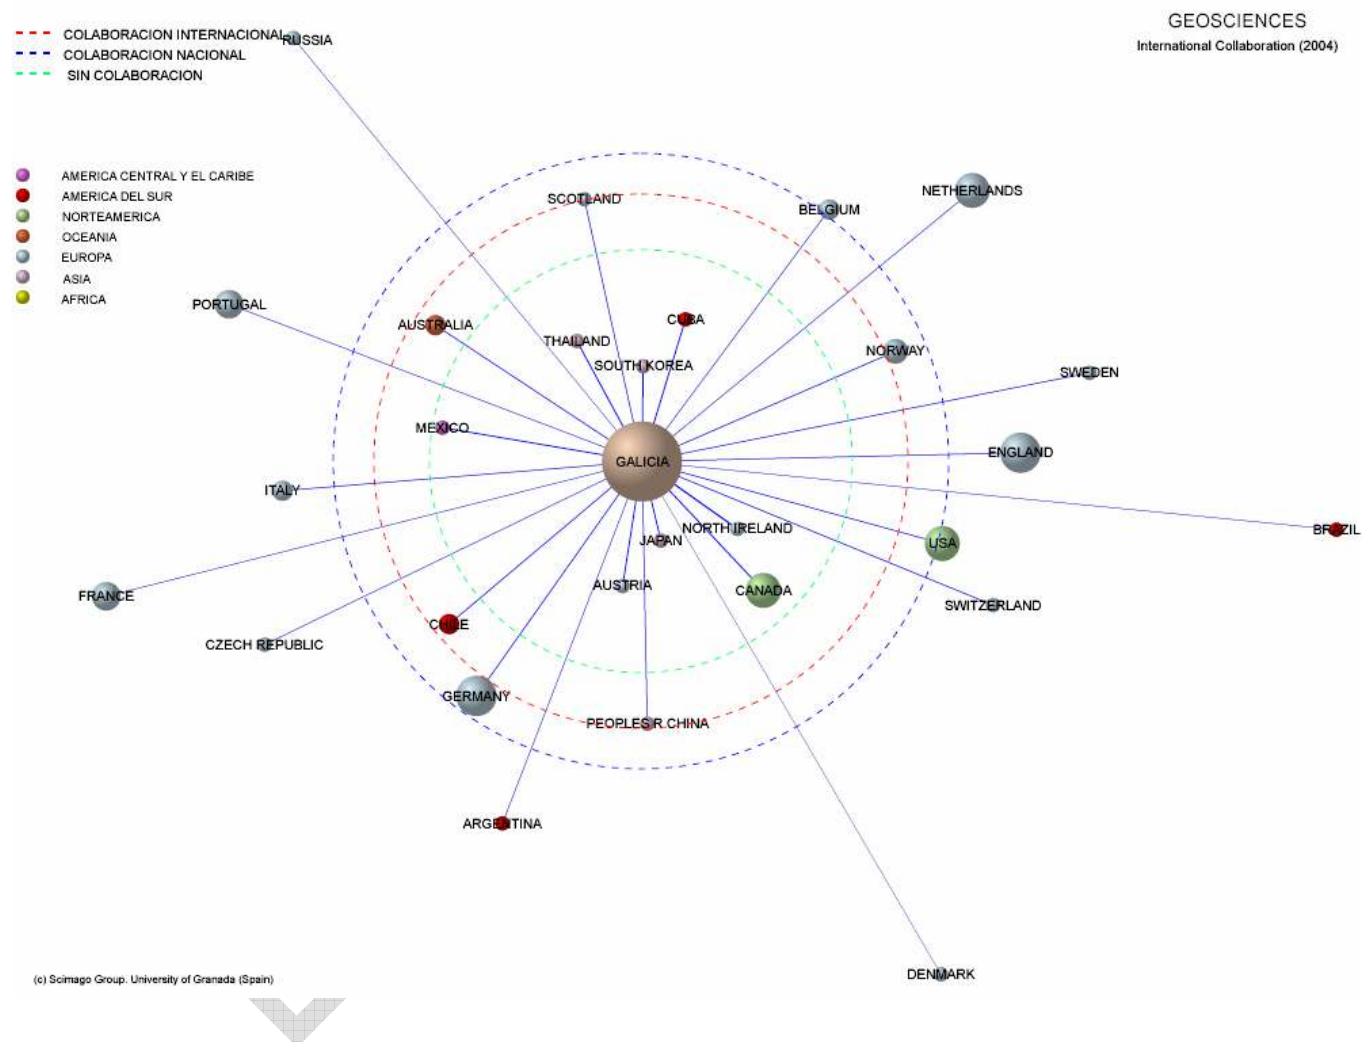 GEOSCIENCES
International Collaboration (2004)
COLABORACION INTERNACIONAL
COLABORACION NACIONAL
SIN COLABORACION
RUSSIA
AMERICA CENTRAL Y EL CARIBE
AMERICA DEL SUR
NORTEAMERICA
OCEANIA
EUROPA
ASIA
AFRICA
SCOTLAND
BELGIUM
NETHERLANDS
PORTUGAL
AUSTRALIA
CUBA
THAILAND
SOUTH KOREA
NORWAY
SWEDEN
MEXICO
GALICIA
ENGLAND
ITALY
NORTH IRELAND
JAPAN
USA
BRAZIL
AUSTRIA
CANADA
SWITZERLAND
FRANCE
CHILE
CZECH REPUBLIC
GERMANY
PEOPLES R.CHINA
ARGENTINA
DENMARK
(c) Scimago Group. University of Granada (Spain)